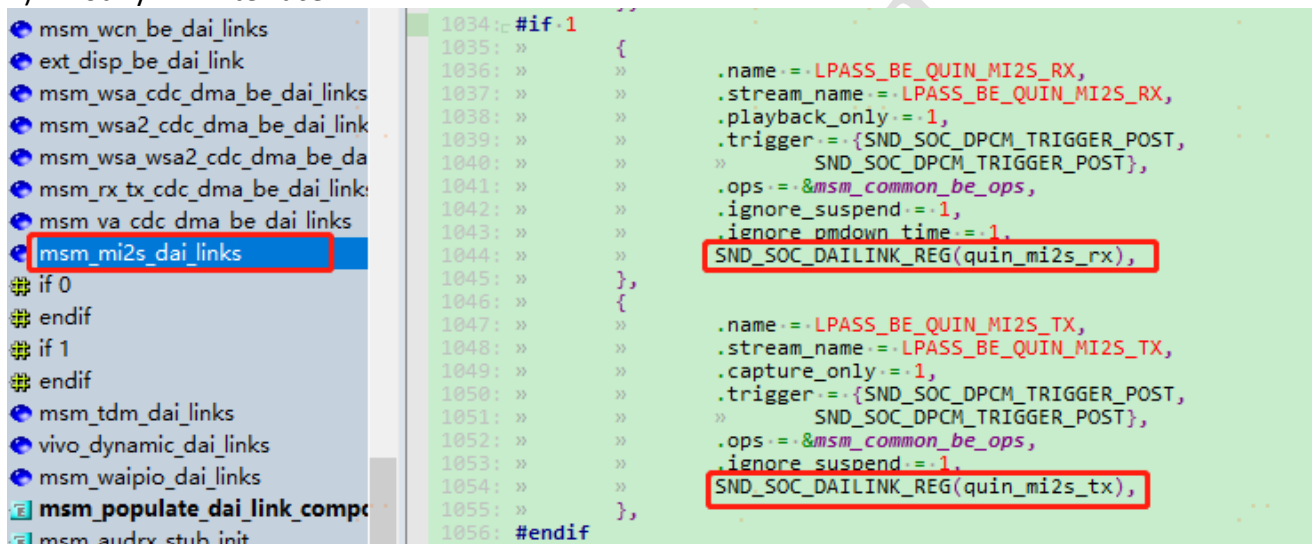 msm_wcn_be_dai_links
ext_disp_be_dai_link
msm_wsa_cdc_dma_be_dai_links
msm_wsa2_cdc_dma_be_dai_link
msm_wsa_wsa2_cdc_dma_be_da
msm_rx_tx_cdc_dma_be_dai_link
msm_va_cdc_dma_be_dai_links
msm_mi2s_dai_links
if 0
endif
if 1
endif
msm_tdm_dai_links
vivo_dynamic_dai_links
msm_waipio_dai_links
msm_populate_dai_link_compo
msm_audrx_stub_init
1034: #if 1
1035: {
1036: .name = LPASS_BE_QUIN_MI2S_RX,
1037: .stream_name = LPASS_BE_QUIN_MI2S_RX,
1038: .playback_only = 1,
1039: .trigger = {SND_SOC_DPCM_TRIGGER_POST,
1040: SND_SOC_DPCM_TRIGGER_POST},
1041: .ops = &msm_common_be_ops,
1042: .ignore_suspend = 1,
1043: .ignore_pmdown_time = 1,
1044: SND_SOC_DAILINK_REG(quin_mi2s_rx),
1045: },
1046: {
1047: .name = LPASS_BE_QUIN_MI2S_TX,
1048: .stream_name = LPASS_BE_QUIN_MI2S_TX,
1049: .capture_only = 1,
1050: .trigger = {SND_SOC_DPCM_TRIGGER_POST,
1051: SND_SOC_DPCM_TRIGGER_POST},
1052: .ops = &msm_common_be_ops,
1053: .ignore_suspend = 1,
1054: SND_SOC_DAILINK_REG(quin_mi2s_tx),
1055: },
1056: #endif